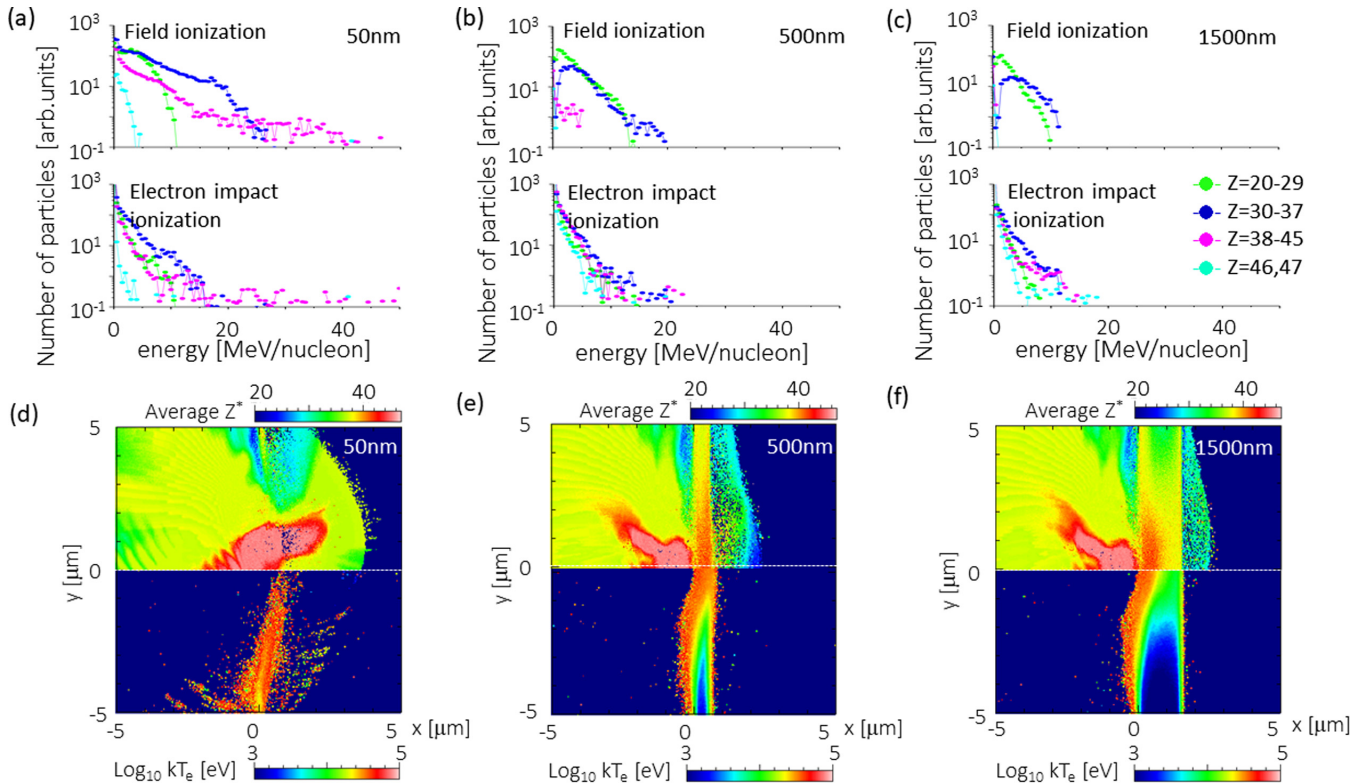 (a)
Number of particles [arb.units]
10³
10¹
10⁻¹
Field ionization
50nm
10³
10¹
10⁻¹
Electron impact
ionization
0
20
40
energy [MeV/nucleon]
(b)
Number of particles [arb.units]
10³
10¹
10⁻¹
Field ionization
500nm
10³
10¹
10⁻¹
Electron impact
ionization
0
20
40
energy [MeV/nucleon]
(c)
Number of particles [arb.units]
10³
10¹
10⁻¹
Field ionization
1500nm
10³
10¹
10⁻¹
Electron impact
ionization
Z=20-29
Z=30-37
Z=38-45
Z=46,47
0
20
40
energy [MeV/nucleon]
(d)
Average Z*
20
40
50nm
5
0
-5
y [μm]
-5
0
5
x [μm]
3
5
Log₁₀ kTₑ [eV]
(e)
Average Z*
20
40
500nm
5
0
-5
y [μm]
0
5
x [μm]
3
5
Log₁₀ kTₑ [eV]
(f)
Average Z*
20
40
1500nm
5
0
-5
y [μm]
-5
0
5
x [μm]
3
5
Log₁₀ kTₑ [eV]